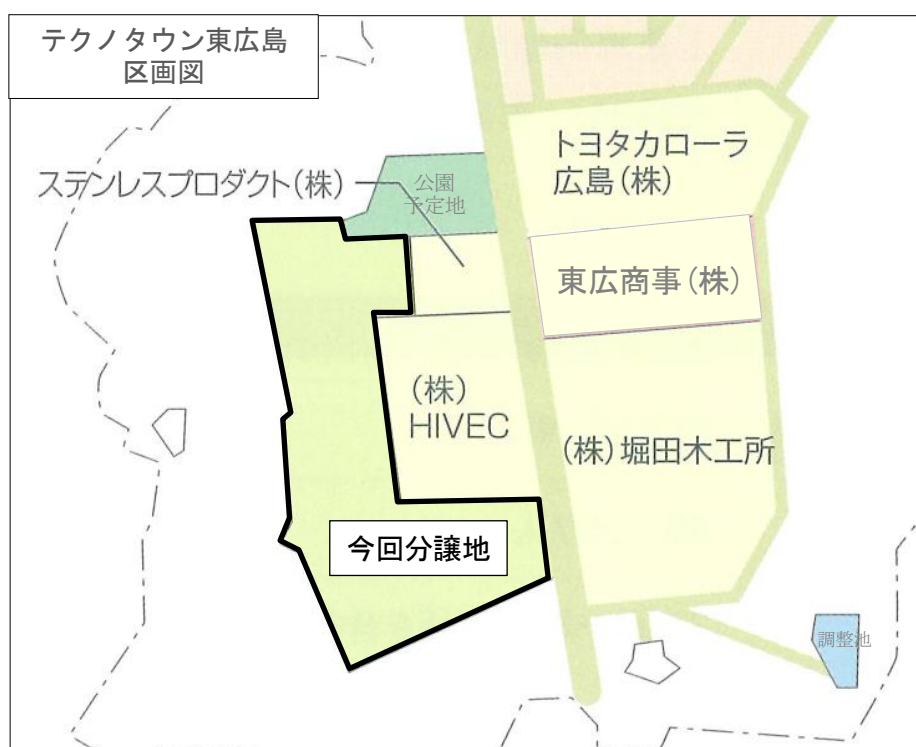 テクノタウン東広島
区画図
トヨタカローラ
広島(株)
ステンレスプロダクト(株)
公園
予定地
東広商事(株)
(株)
HIVEC
(株)堀田木工所
今回分譲地
調整池